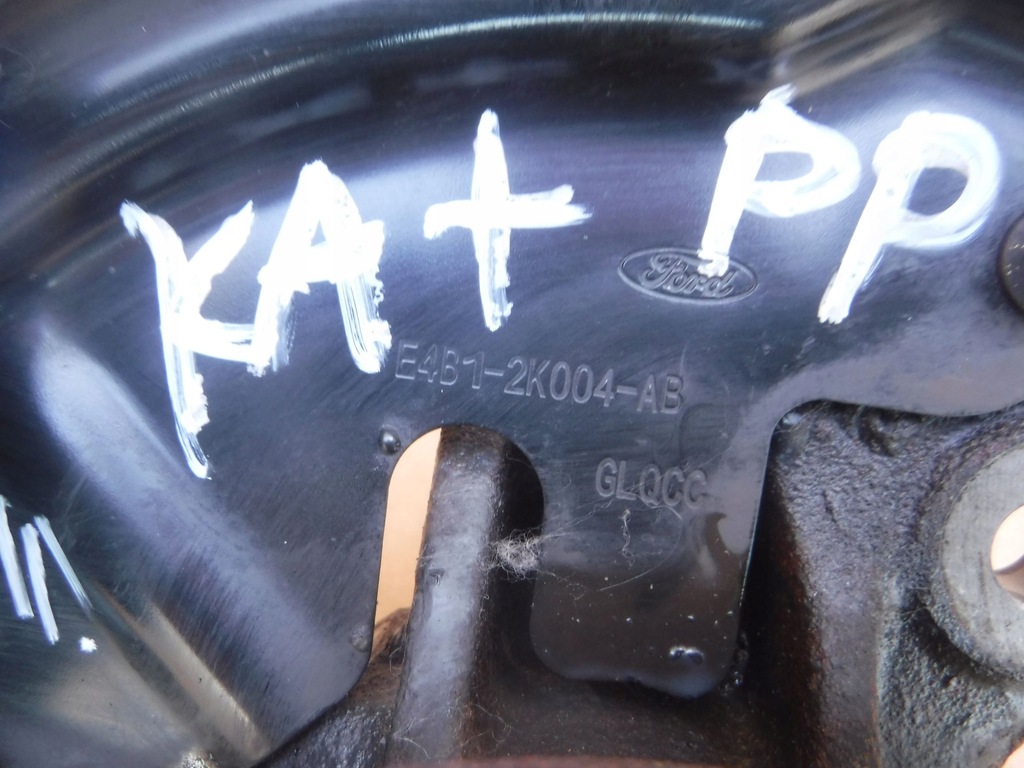 KA+ PP
Ford
E4B1-2K004-AB
GLQCC